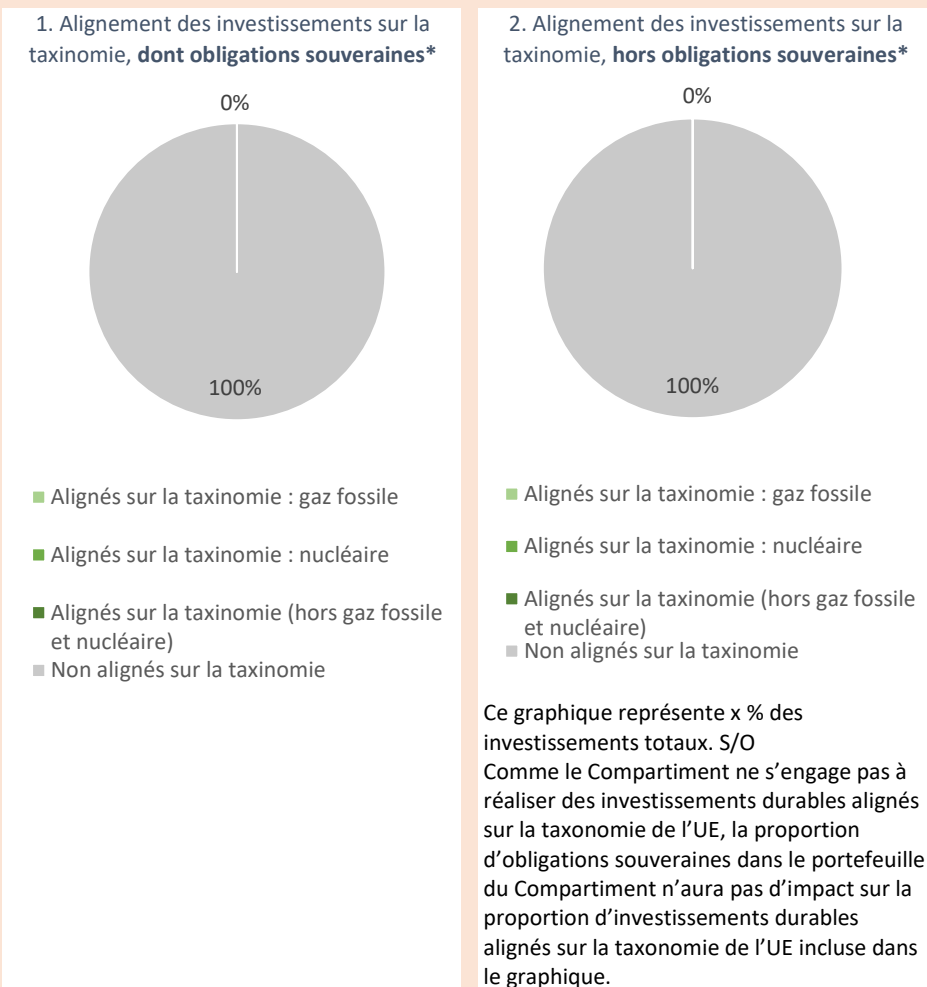 1. Alignement des investissements sur la
taxinomie, dont obligations souveraines*
0%
100%
Alignés sur la taxinomie : gaz fossile
Alignés sur la taxinomie : nucléaire
Alignés sur la taxinomie (hors gaz fossile
et nucléaire)
Non alignés sur la taxinomie
2. Alignement des investissements sur la
taxinomie, hors obligations souveraines*
0%
100%
Alignés sur la taxinomie : gaz fossile
Alignés sur la taxinomie : nucléaire
Alignés sur la taxinomie (hors gaz fossile
et nucléaire)
Non alignés sur la taxinomie
Ce graphique représente x % des
investissements totaux. S/O
Comme le Compartiment ne s’engage pas à
réaliser des investissements durables alignés
sur la taxonomie de l’UE, la proportion
d’obligations souveraines dans le portefeuille
du Compartiment n’aura pas d’impact sur la
proportion d’investissements durables
alignés sur la taxonomie de l’UE incluse dans
le graphique.